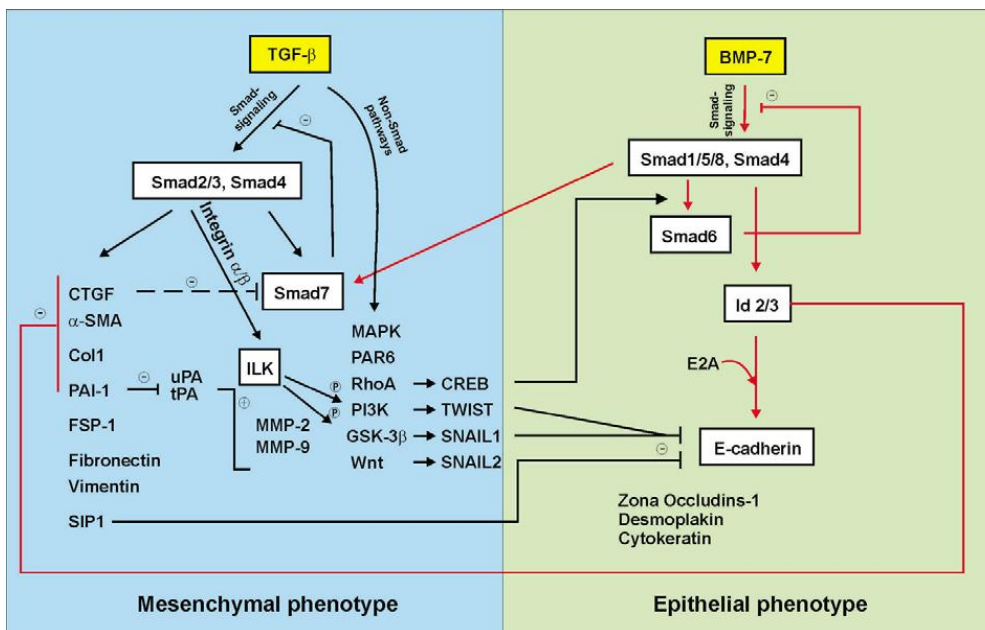 TGF-β
BMP-7
Smad-
signaling
⊖
Non-Smad
pathways
Smad-
signaling
⊖
Smad2/3, Smad4
Smad1/5/8, Smad4
Integrin α/β
Smad6
⊖
CTGF
⊖
Smad7
Id 2/3
α-SMA
MAPK
Col1
PAR6
ILK
E2A
PAI-1
⊖
uPA
tPA
⊕
Ⓟ
RhoA
CREB
Ⓟ
PI3K
TWIST
FSP-1
MMP-2
MMP-9
GSK-3β
SNAIL1
⊖
E-cadherin
Fibronectin
Wnt
SNAIL2
Vimentin
Zona Occludins-1
Desmoplakin
Cytokeratin
SIP1
Mesenchymal phenotype
Epithelial phenotype